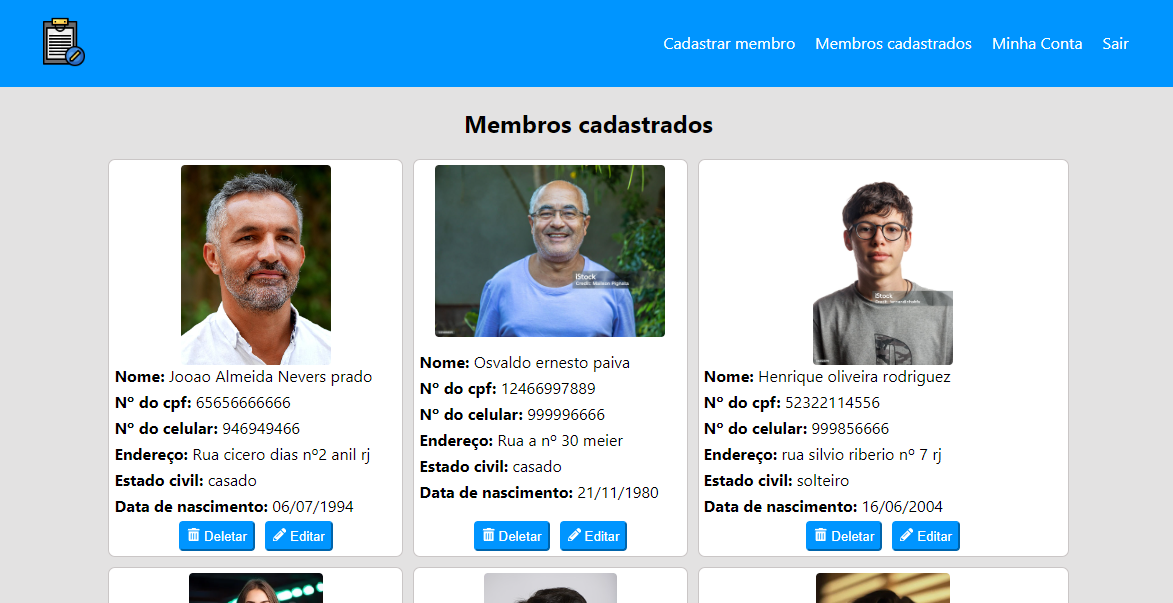 Cadastrar membro Membros cadastrados Minha Conta Sair
Membros cadastrados
Nome: Jooao Almeida Nevers prado
Nº do cpf: 65656666666
Nº do celular: 946949466
Endereço: Rua cicero dias nº2 anil rj
Estado civil: casado
Data de nascimento: 06/07/1994
Deletar Editar
iStock
Nome: Osvaldo ernesto paiva
Nº do cpf: 12466997889
Nº do celular: 999996666
Endereço: Rua a nº 30 meier
Estado civil: casado
Data de nascimento: 21/11/1980
Deletar Editar
iStock
Nome: Henrique oliveira rodriguez
Nº do cpf: 52322114556
Nº do celular: 999856666
Endereço: rua silvio riberio nº 7 rj
Estado civil: solteiro
Data de nascimento: 16/06/2004
Deletar Editar